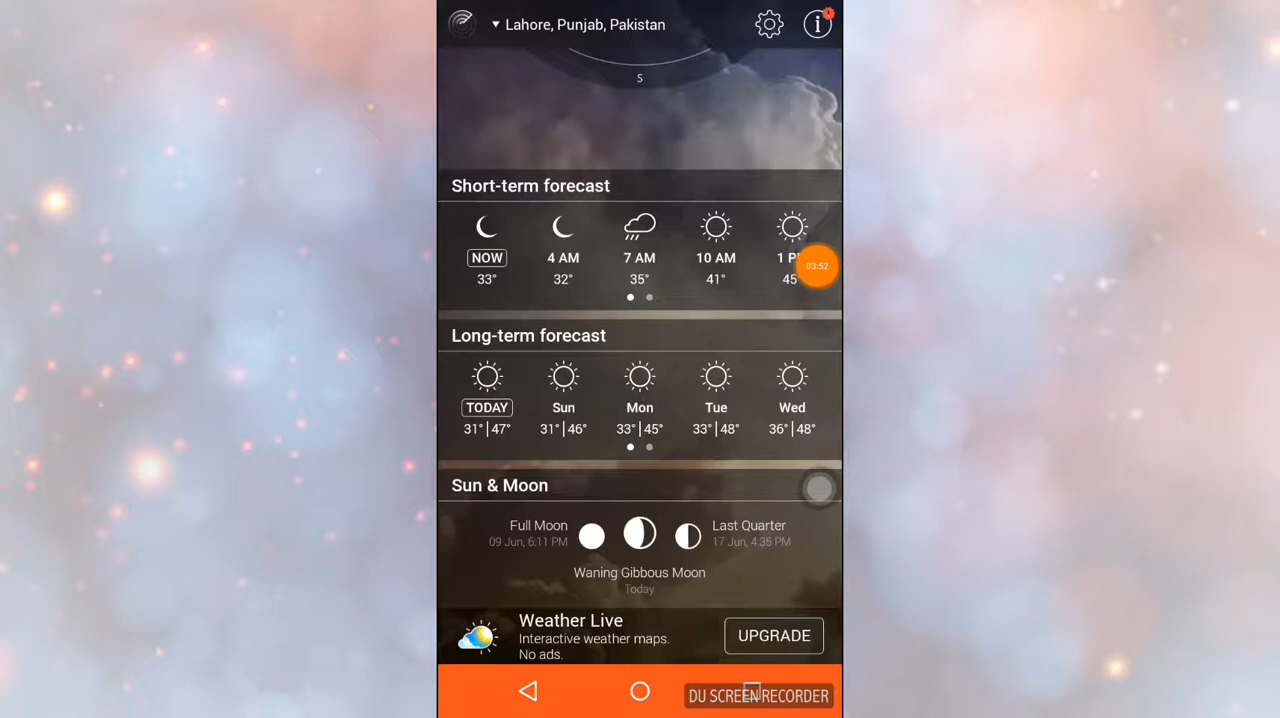 Lahore, Punjab, Pakistan
S
Short-term forecast
NOW 4 AM 7 AM 10 AM 1
33° 32° 35° 41° 45
03:52
Long-term forecast
TODAY Sun Mon Tue Wed
31°|47° 31°|46° 33°|45° 33°|48° 36°|48°
Sun & Moon
Full Moon Last Quarter
09 Jun, 6:11 PM 17 Jun, 4:35 PM
Waning Gibbous Moon
Today
Weather Live
Interactive weather maps.
No ads.
UPGRADE
DU SCREEN RECORDER